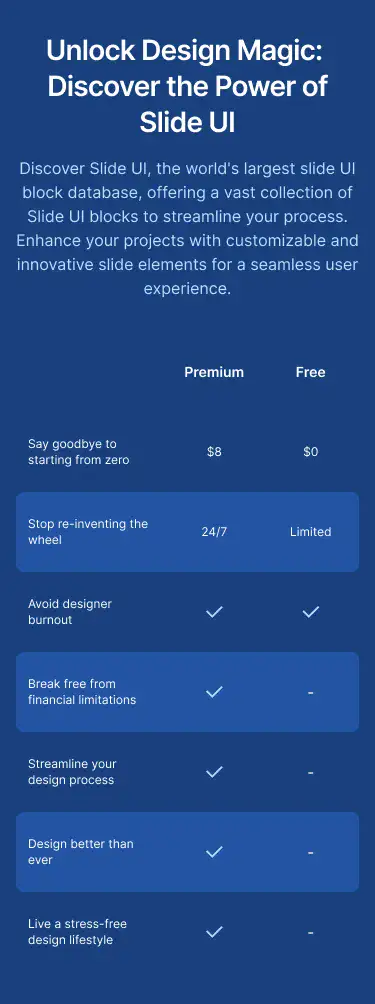 Unlock Design Magic:
Discover the Power of
Slide UI
Discover Slide UI, the world's largest slide UI
block database, offering a vast collection of
Slide UI blocks to streamline your process.
Enhance your projects with customizable and
innovative slide elements for a seamless user
experience.
Premium Free
Say goodbye to
starting from zero
$8 $0
Stop re-inventing the
wheel
24/7 Limited
Avoid designer
burnout
✓ ✓
Break free from
financial limitations
✓ -
Streamline your
design process
✓ -
Design better than
ever
✓ -
Live a stress-free
design lifestyle
✓ -